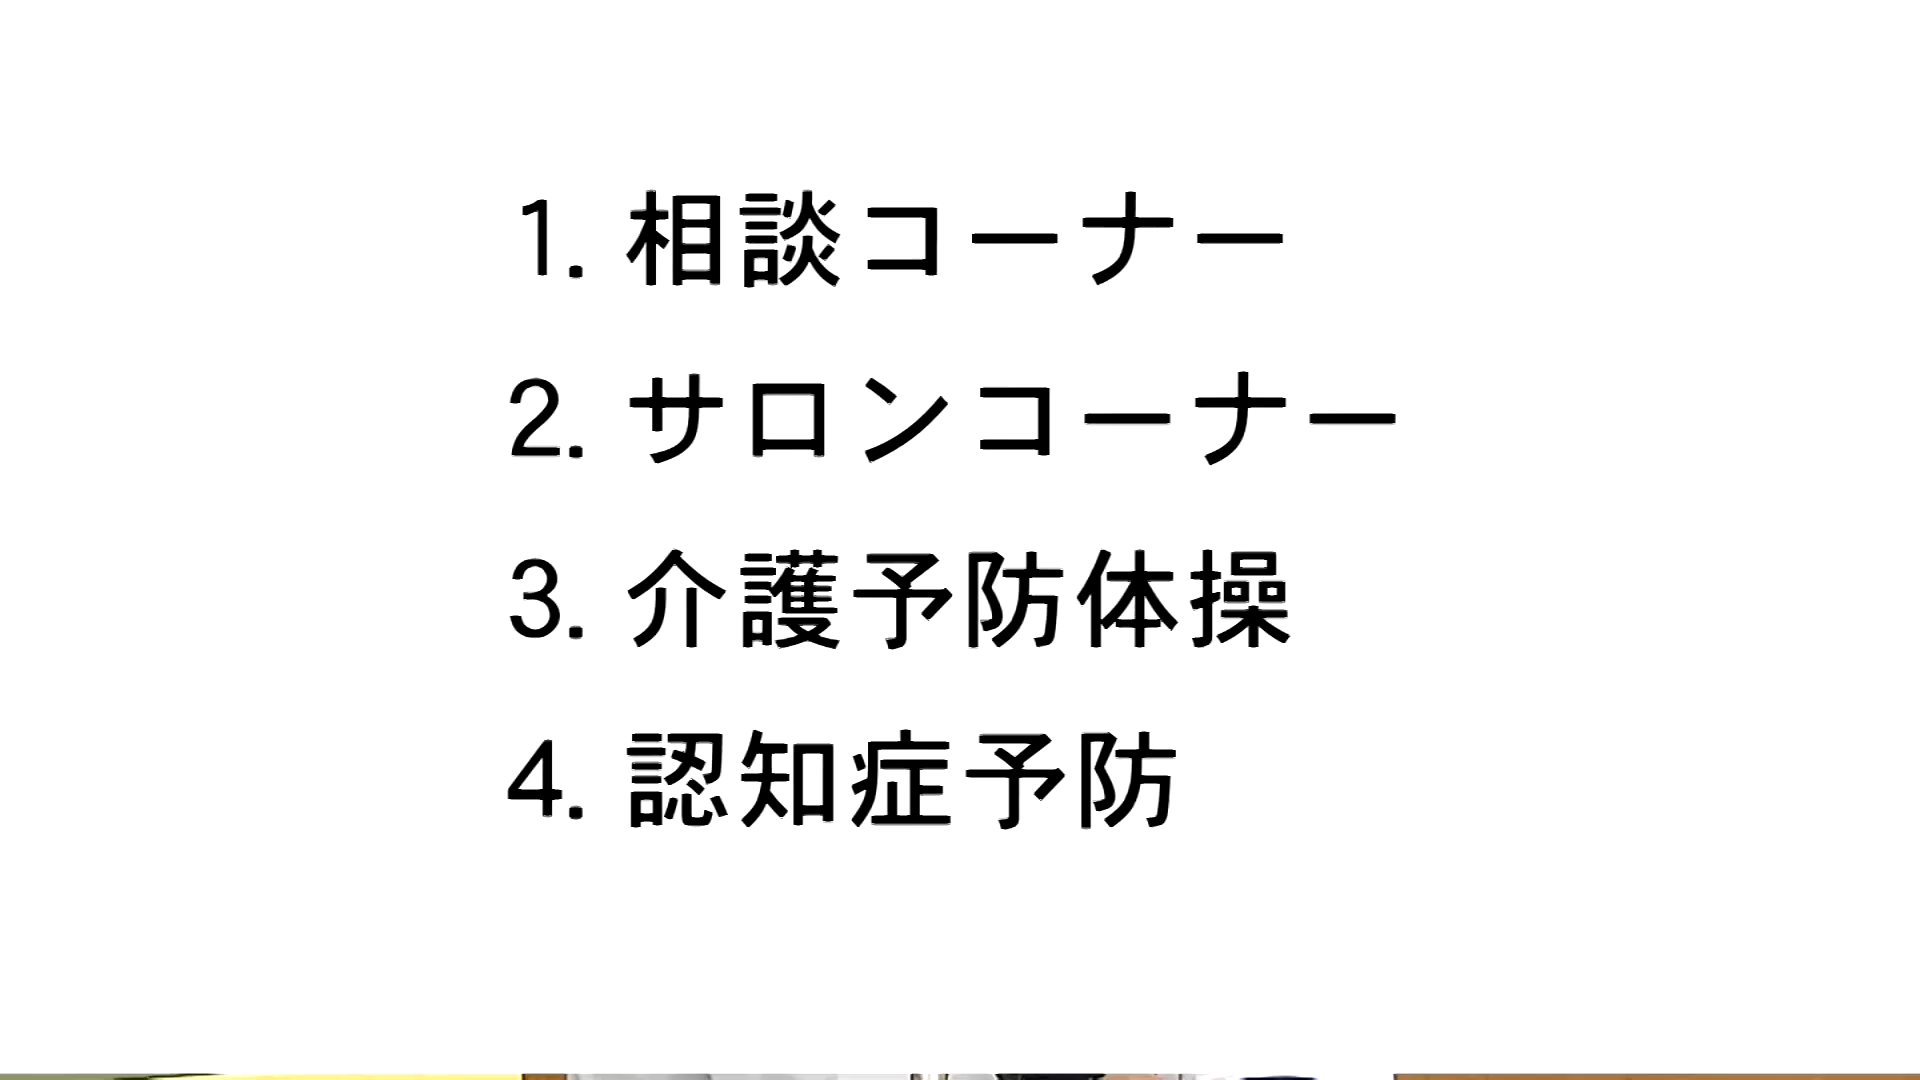 1. 相談コーナー
2. サロンコーナー
3. 介護予防体操
4. 認知症予防